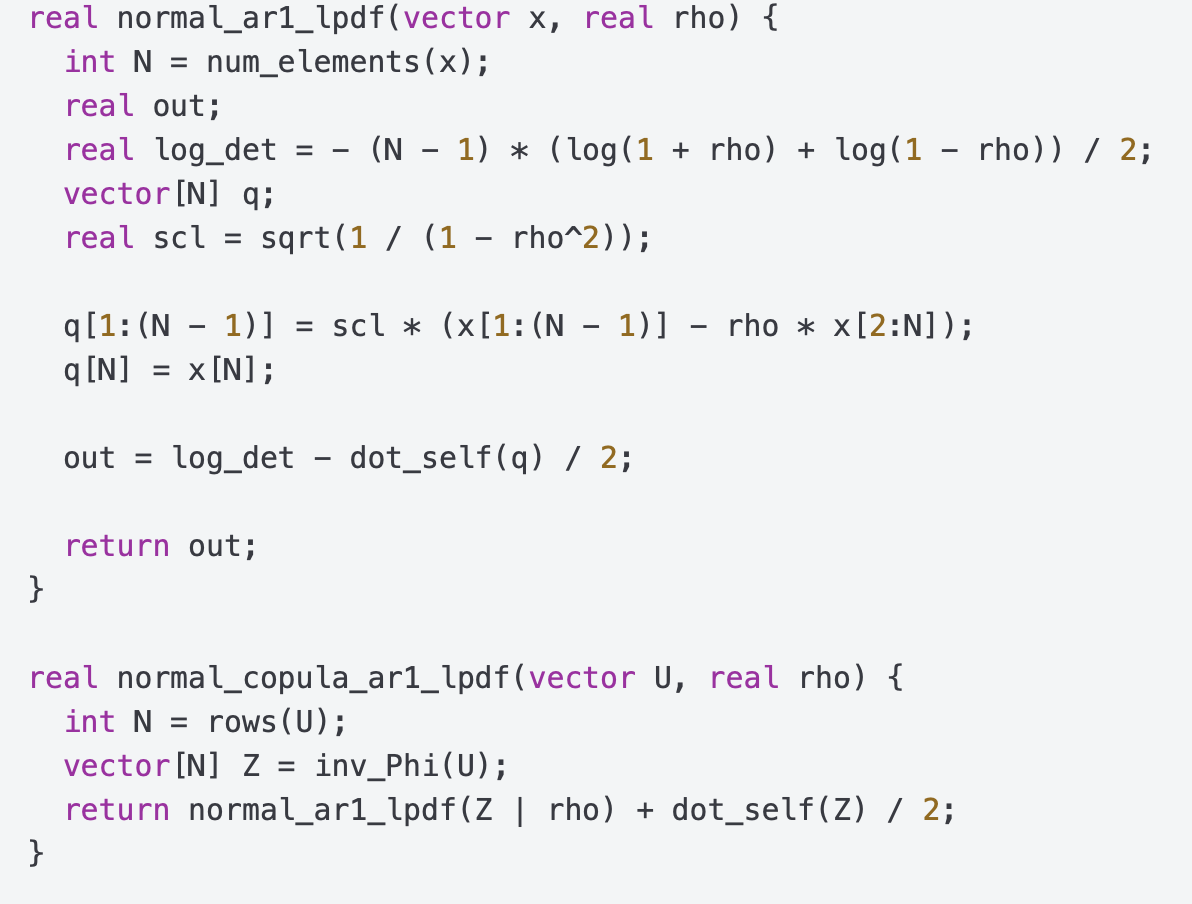 real normal_ar1_lpdf(vector x, real rho) {
  int N = num_elements(x);
  real out;
  real log_det = - (N - 1) * (log(1 + rho) + log(1 - rho)) / 2;
  vector[N] q;
  real scl = sqrt(1 / (1 - rho^2));

  q[1:(N - 1)] = scl * (x[1:(N - 1)] - rho * x[2:N]);
  q[N] = x[N];

  out = log_det - dot_self(q) / 2;

  return out;
}

real normal_copula_ar1_lpdf(vector U, real rho) {
  int N = rows(U);
  vector[N] Z = inv_Phi(U);
  return normal_ar1_lpdf(Z | rho) + dot_self(Z) / 2;
}